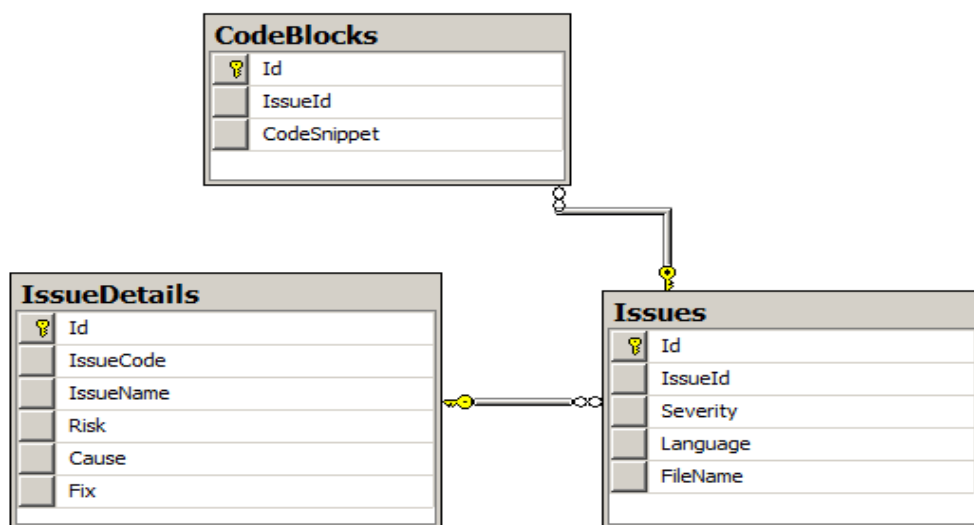 CodeBlocks
Id
IssueId
CodeSnippet
IssueDetails
Id
IssueCode
IssueName
Risk
Cause
Fix
Issues
Id
IssueId
Severity
Language
FileName